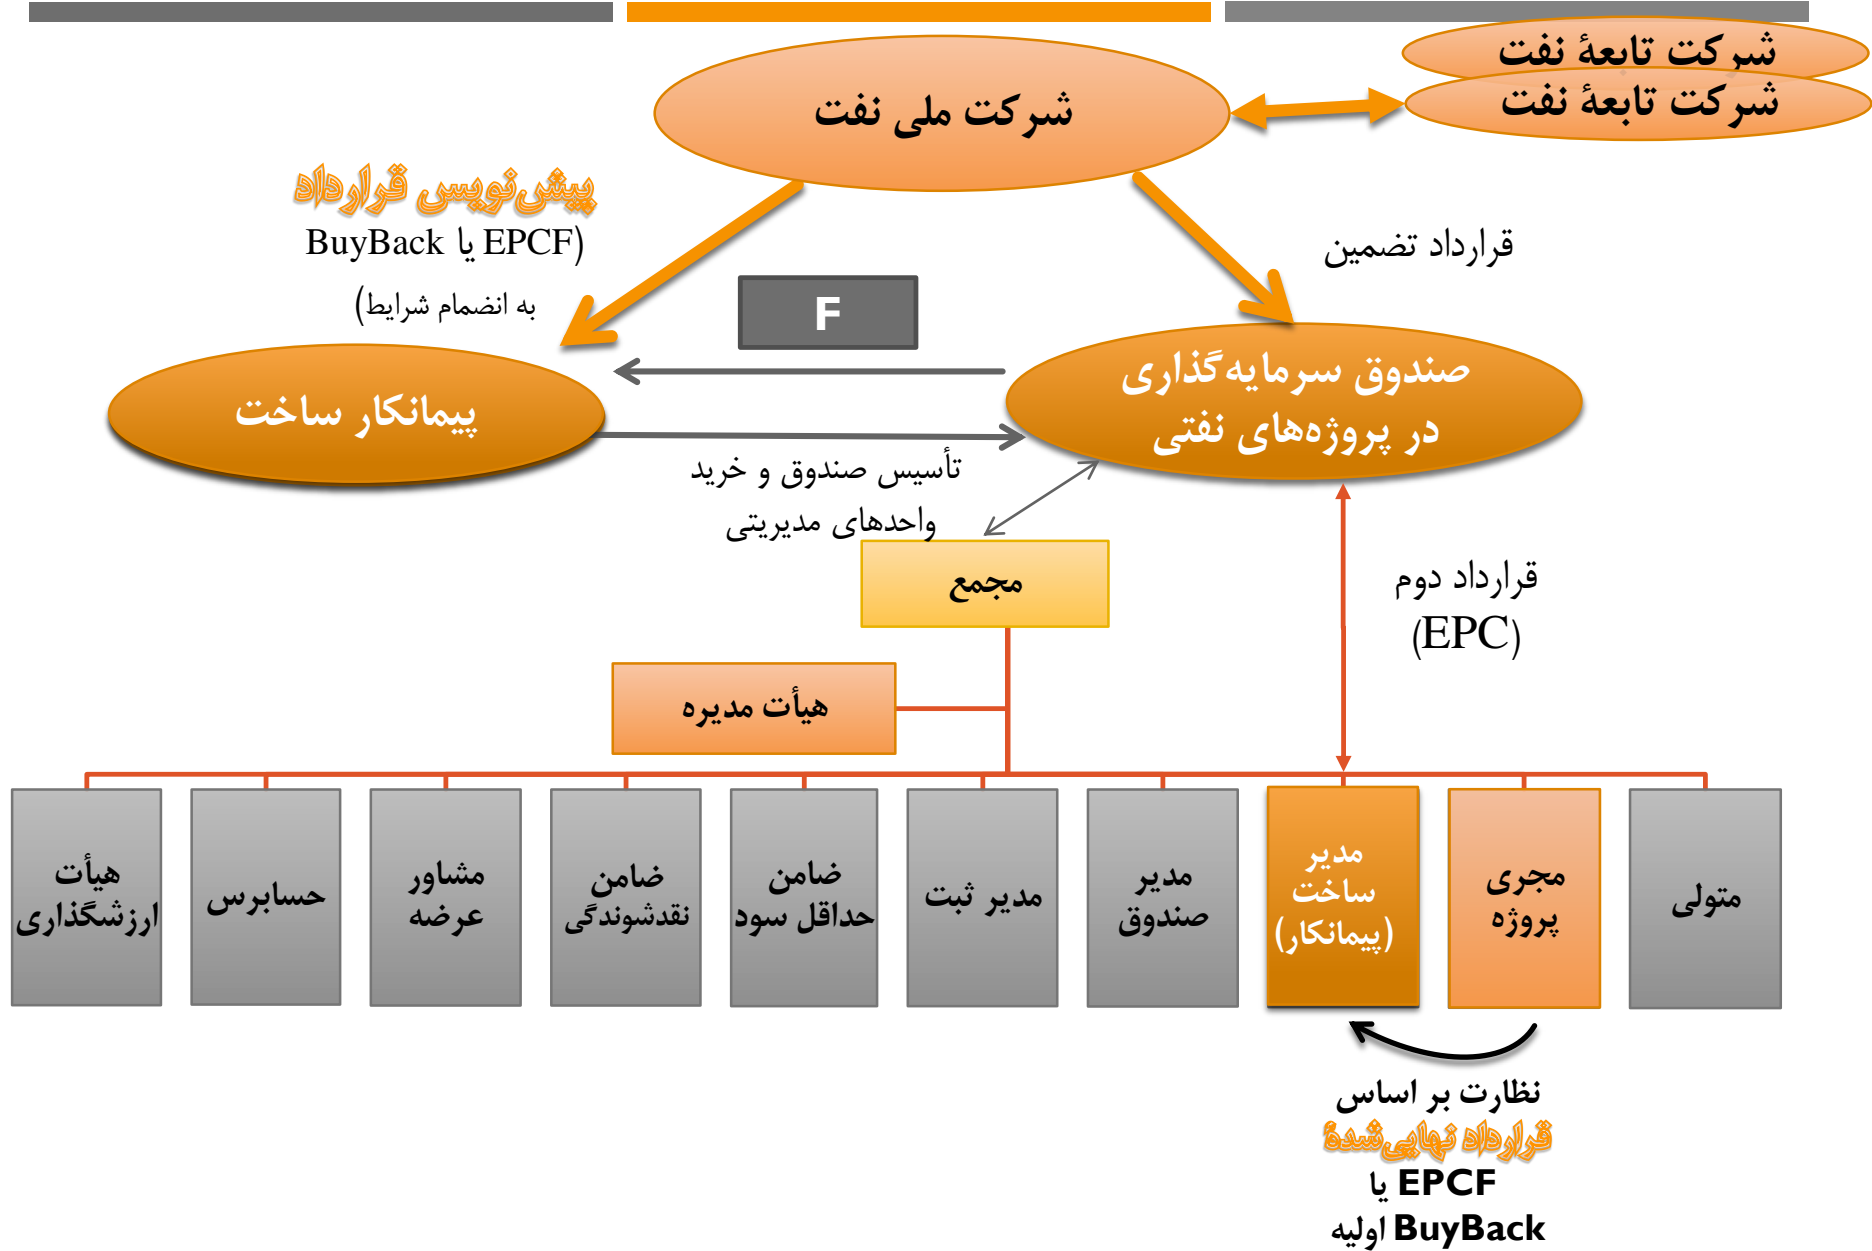 شرکت تابعهٔ نفت
شرکت تابعهٔ نفت
شرکت ملی نفت
پیش‌نویس قرارداد
(EPCF یا BuyBack
به انضمام شرایط)
قرارداد تضمین
F
صندوق سرمایه‌گذاری
در پروژه‌های نفتی
پیمانکار ساخت
تأسیس صندوق و خرید
واحدهای مدیریتی
مجمع
قرارداد دوم
(EPC)
هیأت مدیره
متولی
مجری
پروژه
مدیر
ساخت
(پیمانکار)
مدیر
صندوق
مدیر ثبت
ضامن
حداقل سود
ضامن
نقدشوندگی
مشاور
عرضه
حسابرس
هیأت
ارزشگذاری
نظارت بر اساس
قرارداد نهایی‌شدهٔ
EPCF یا
BuyBack اولیه